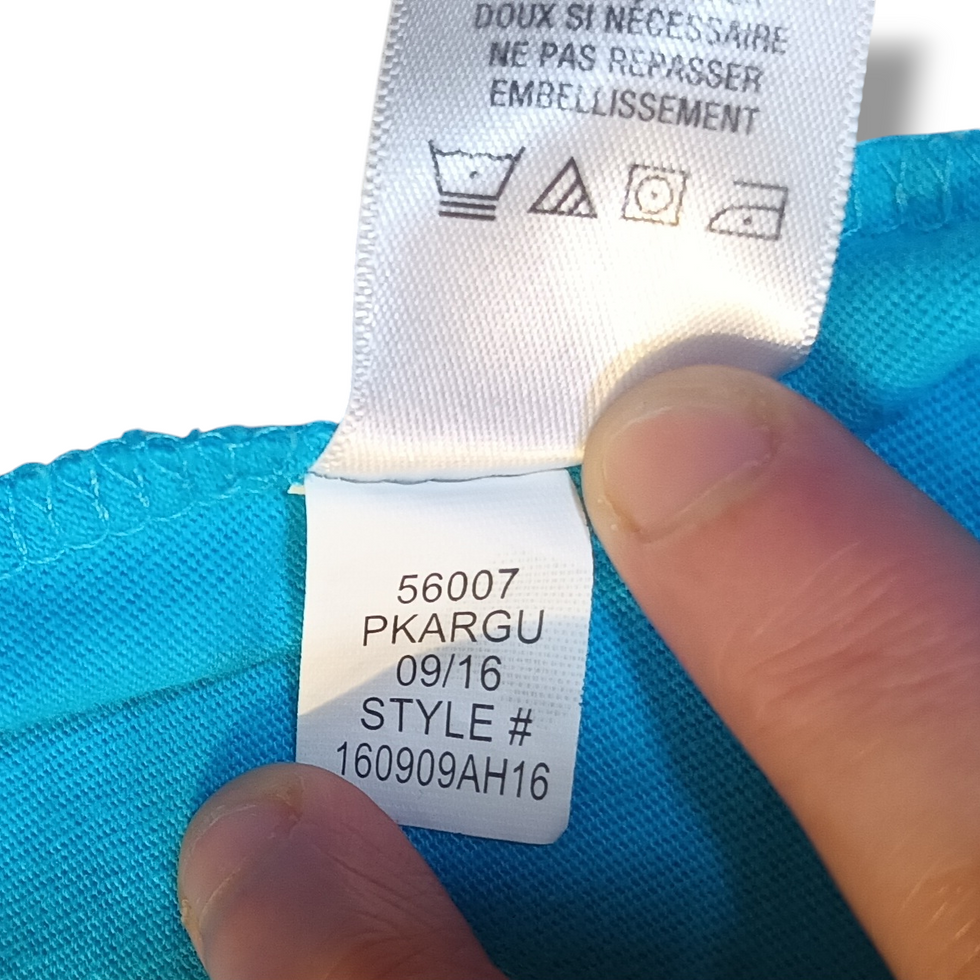 DOUX SI NÉCESSAIRE
NE PAS REPASSER
EMBELLISSEMENT
56007
PKARGU
09/16
STYLE #
160909AH16